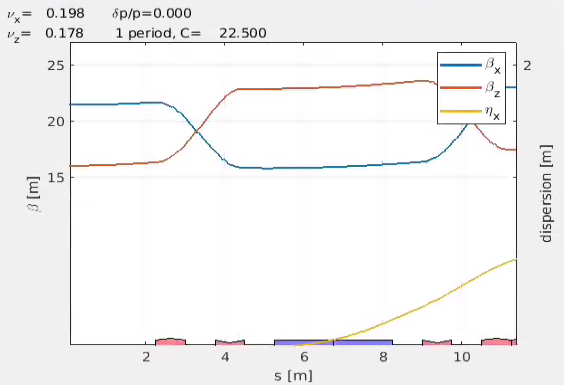 νx= 0.198 δp/p=0.000
νz= 0.178 1 period, C= 22.500
25
20
15
2
βx
βz
ηx
β [m]
dispersion [m]
2 4 6 8 10
s [m]